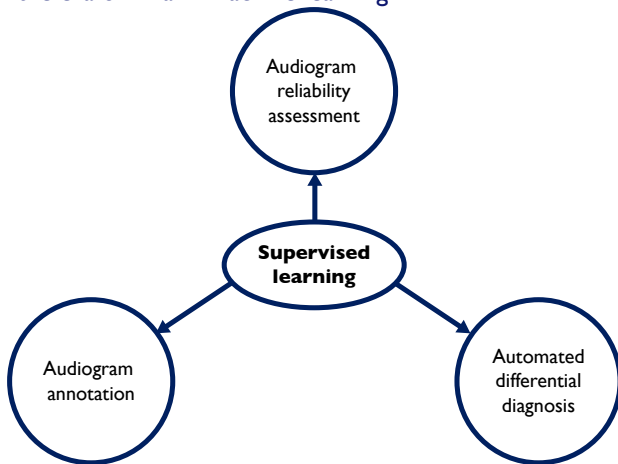 Audiogram
reliability
assessment
Supervised
learning
Audiogram
annotation
Automated
differential
diagnosis